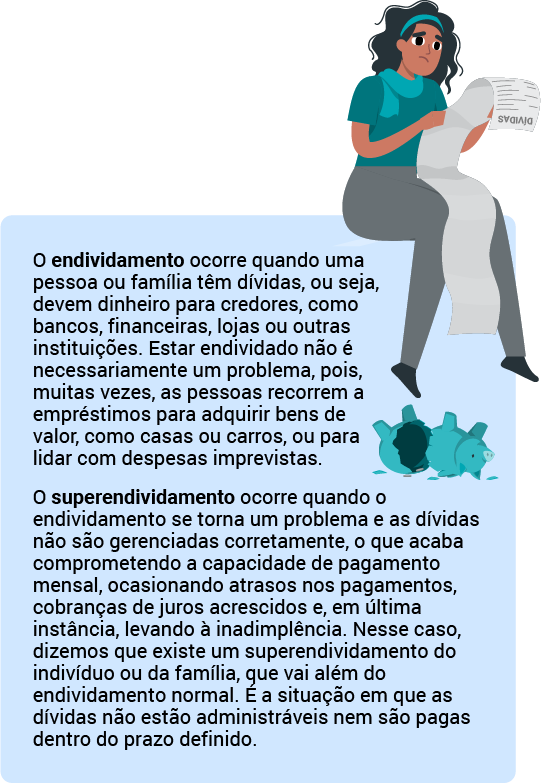 DÍVIDAS
O endividamento ocorre quando uma
pessoa ou família têm dívidas, ou seja,
devem dinheiro para credores, como
bancos, financeiras, lojas ou outras
instituições. Estar endividado não é
necessariamente um problema, pois,
muitas vezes, as pessoas recorrem a
empréstimos para adquirir bens de
valor, como casas ou carros, ou para
lidar com despesas imprevistas.
O superendividamento ocorre quando o
endividamento se torna um problema e as dívidas
não são gerenciadas corretamente, o que acaba
comprometendo a capacidade de pagamento
mensal, ocasionando atrasos nos pagamentos,
cobranças de juros acrescidos e, em última
instância, levando à inadimplência. Nesse caso,
dizemos que existe um superendividamento do
indivíduo ou da família, que vai além do
endividamento normal. É a situação em que as
dívidas não estão administráveis nem são pagas
dentro do prazo definido.